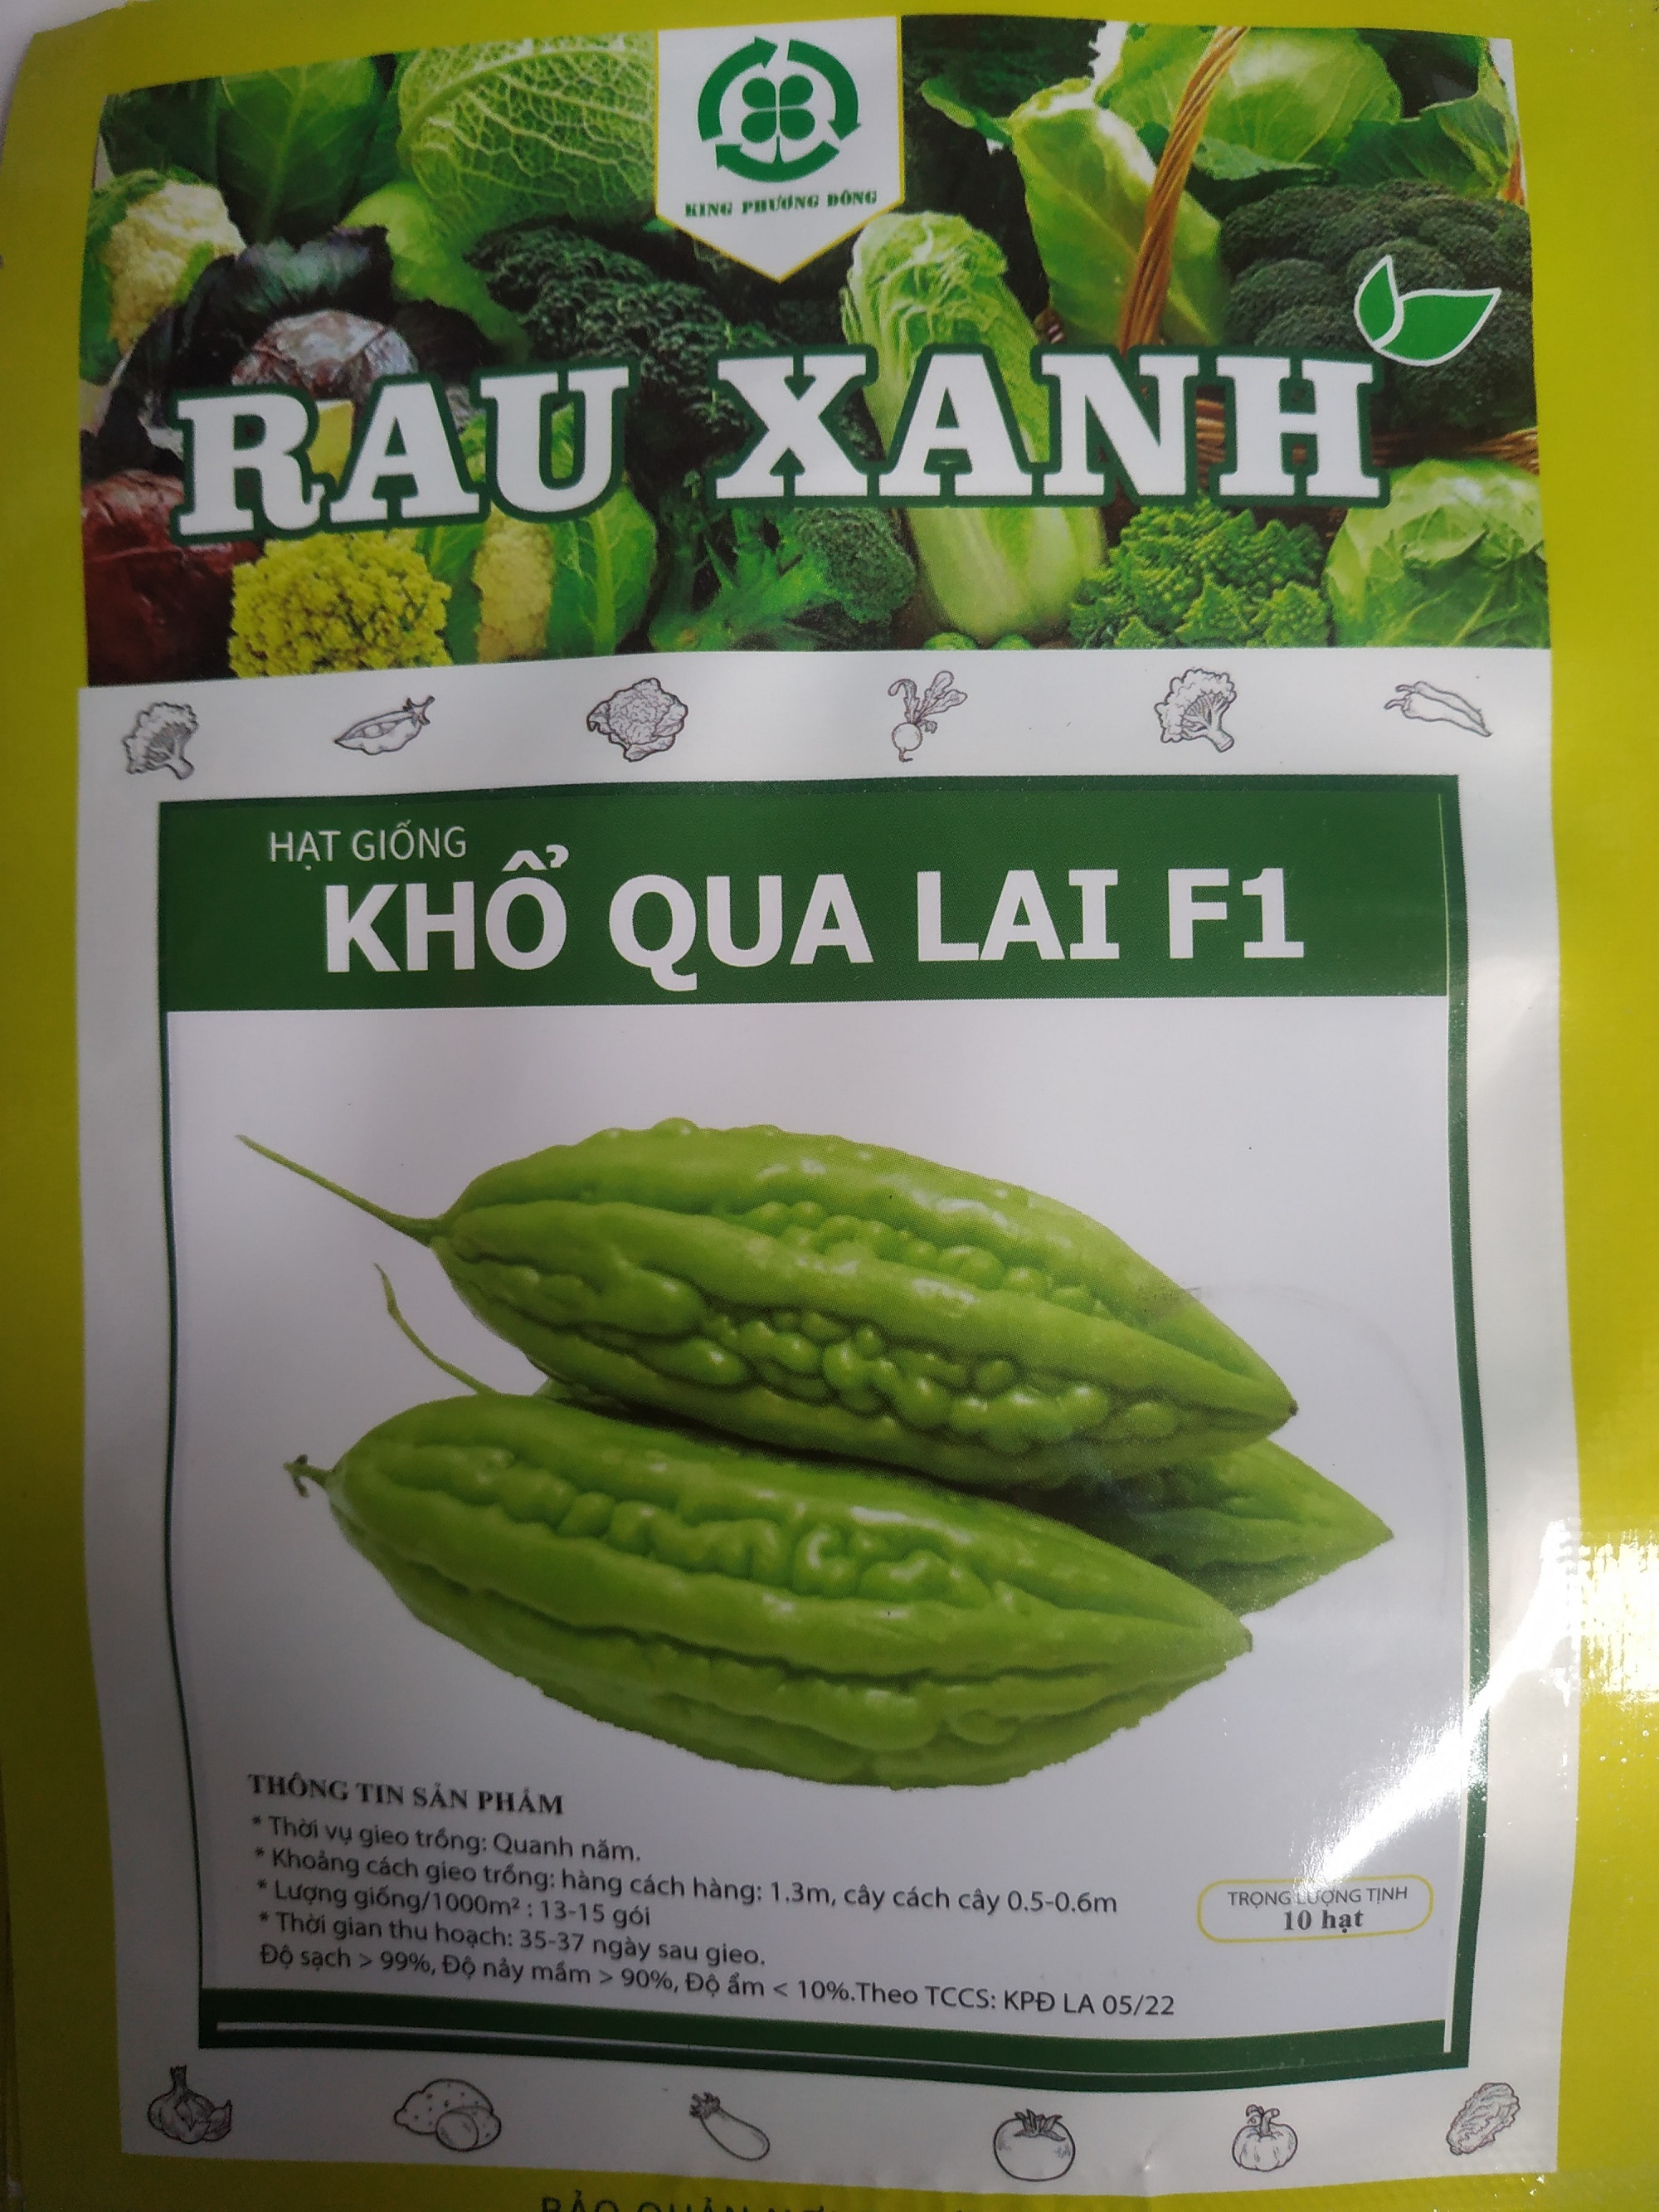 KING PHƯƠNG ĐÔNG
RAU XANH
HẠT GIỐNG
KHỔ QUA LAI F1
THÔNG TIN SẢN PHẨM
* Thời vụ gieo trồng: Quanh năm.
* Khoảng cách gieo trồng: hàng cách hàng: 1.3m, cây cách cây 0.5-0.6m
* Lượng giống/1000m² : 13-15 gói
* Thời gian thu hoạch: 35-37 ngày sau gieo.
Độ sạch > 99%, Độ nảy mầm > 90%, Độ ẩm < 10%.Theo TCCS: KPĐ LA 05/22
TRỌNG LƯỢNG TỊNH
10 hạt
BẢO QUẢN